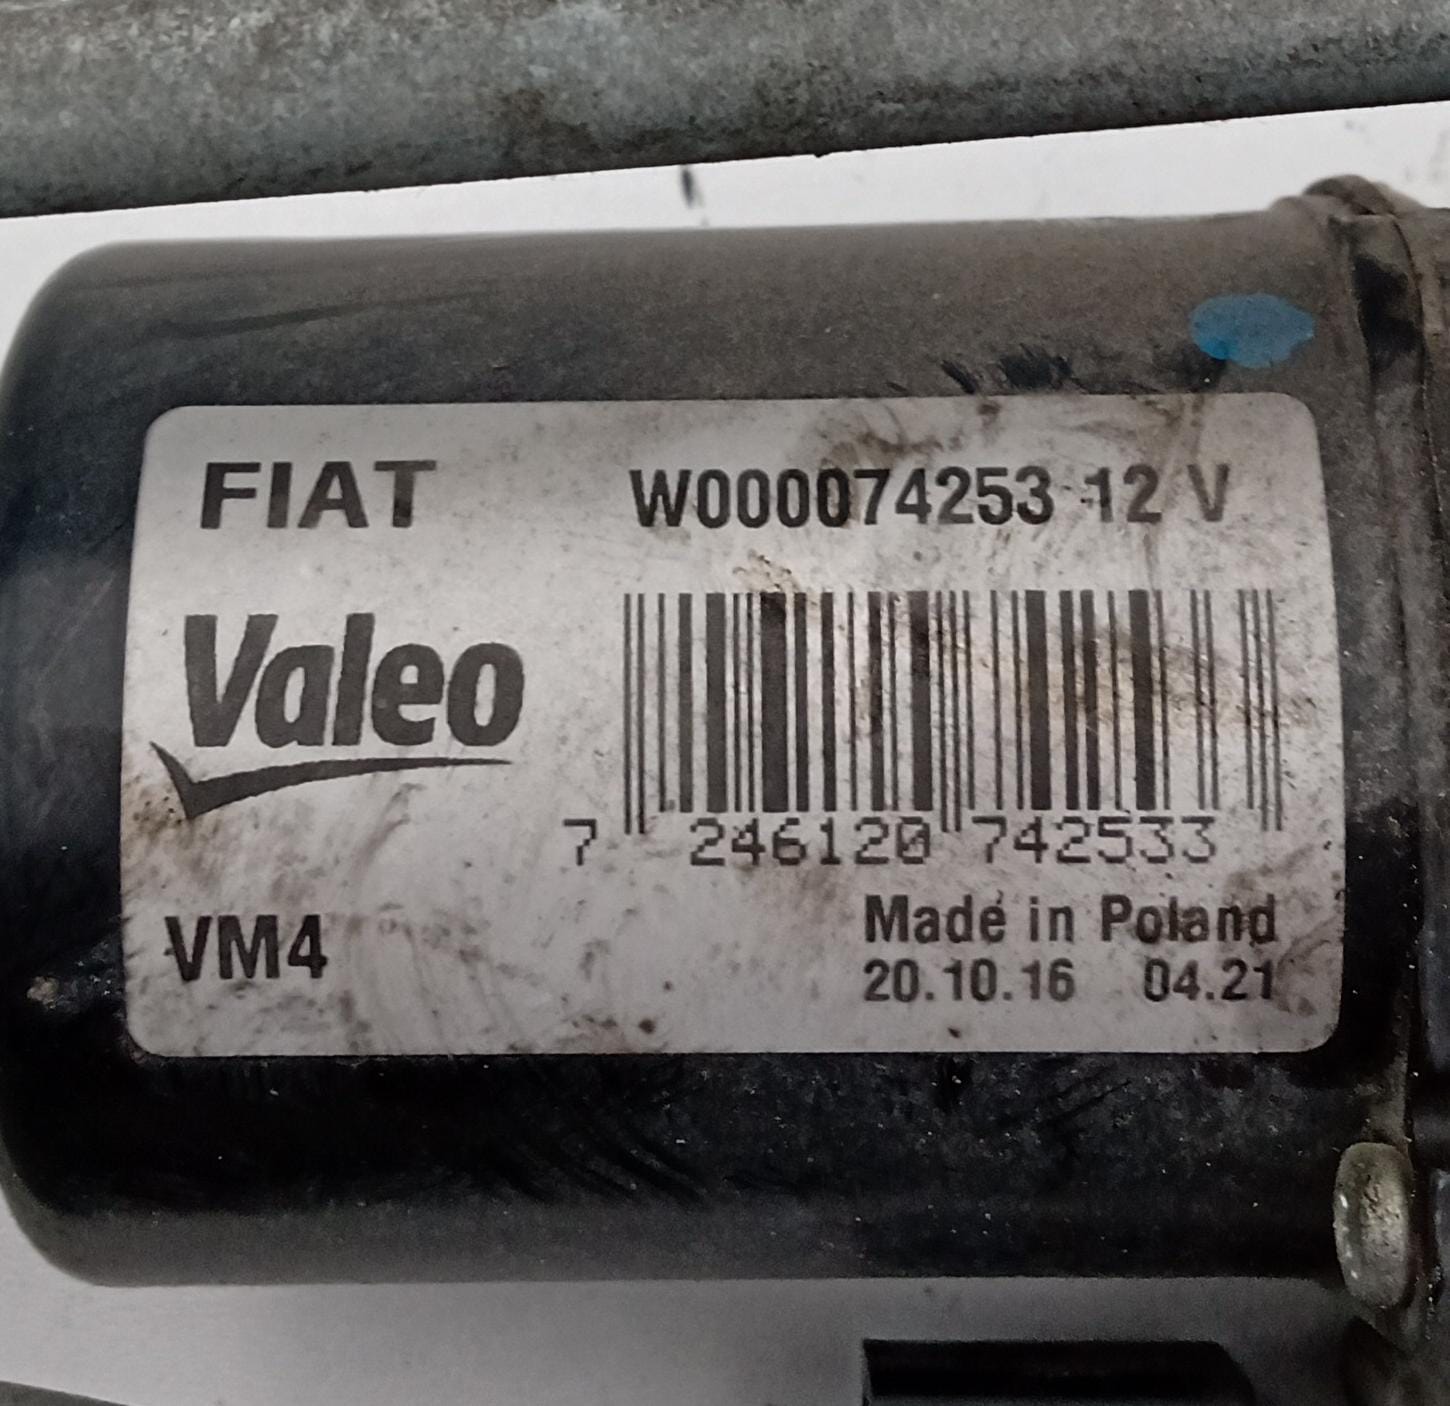 FIAT W000074253 12 V
Valeo
7 246120 742533
VM4
Made in Poland
20.10.16 04.21